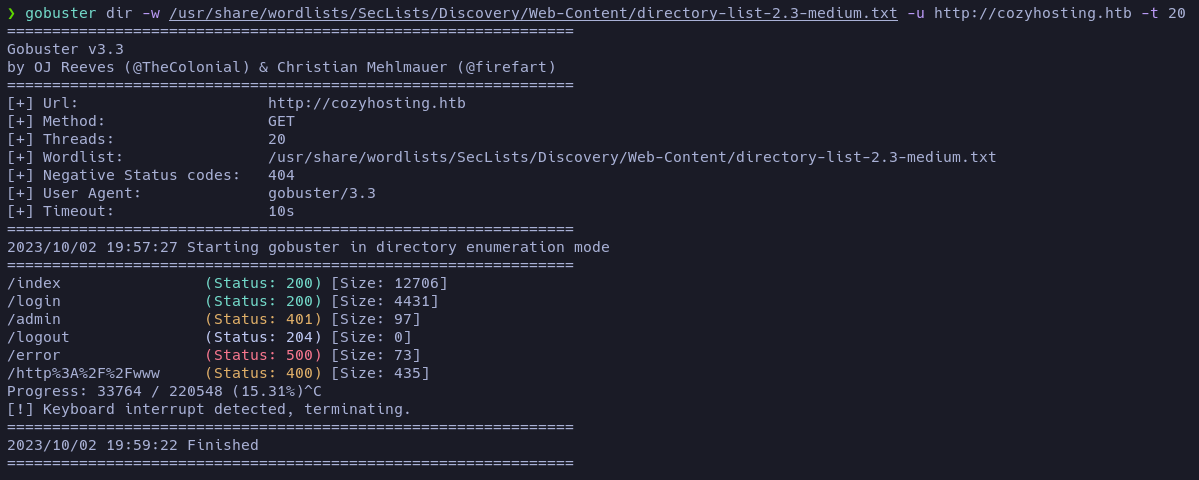 ❯ gobuster dir -w /usr/share/wordlists/SecLists/Discovery/Web-Content/directory-list-2.3-medium.txt -u http://cozyhosting.htb -t 20
===============================================================
Gobuster v3.3
by OJ Reeves (@TheColonial) & Christian Mehlmauer (@firefart)
===============================================================
[+] Url:                     http://cozyhosting.htb
[+] Method:                  GET
[+] Threads:                 20
[+] Wordlist:                /usr/share/wordlists/SecLists/Discovery/Web-Content/directory-list-2.3-medium.txt
[+] Negative Status codes:   404
[+] User Agent:              gobuster/3.3
[+] Timeout:                 10s
===============================================================
2023/10/02 19:57:27 Starting gobuster in directory enumeration mode
===============================================================
/index                (Status: 200) [Size: 12706]
/login                (Status: 200) [Size: 4431]
/admin                (Status: 401) [Size: 97]
/logout               (Status: 204) [Size: 0]
/error                (Status: 500) [Size: 73]
/http%3A%2F%2Fwww     (Status: 400) [Size: 435]
Progress: 33764 / 220548 (15.31%)^C
[!] Keyboard interrupt detected, terminating.
===============================================================
2023/10/02 19:59:22 Finished
===============================================================